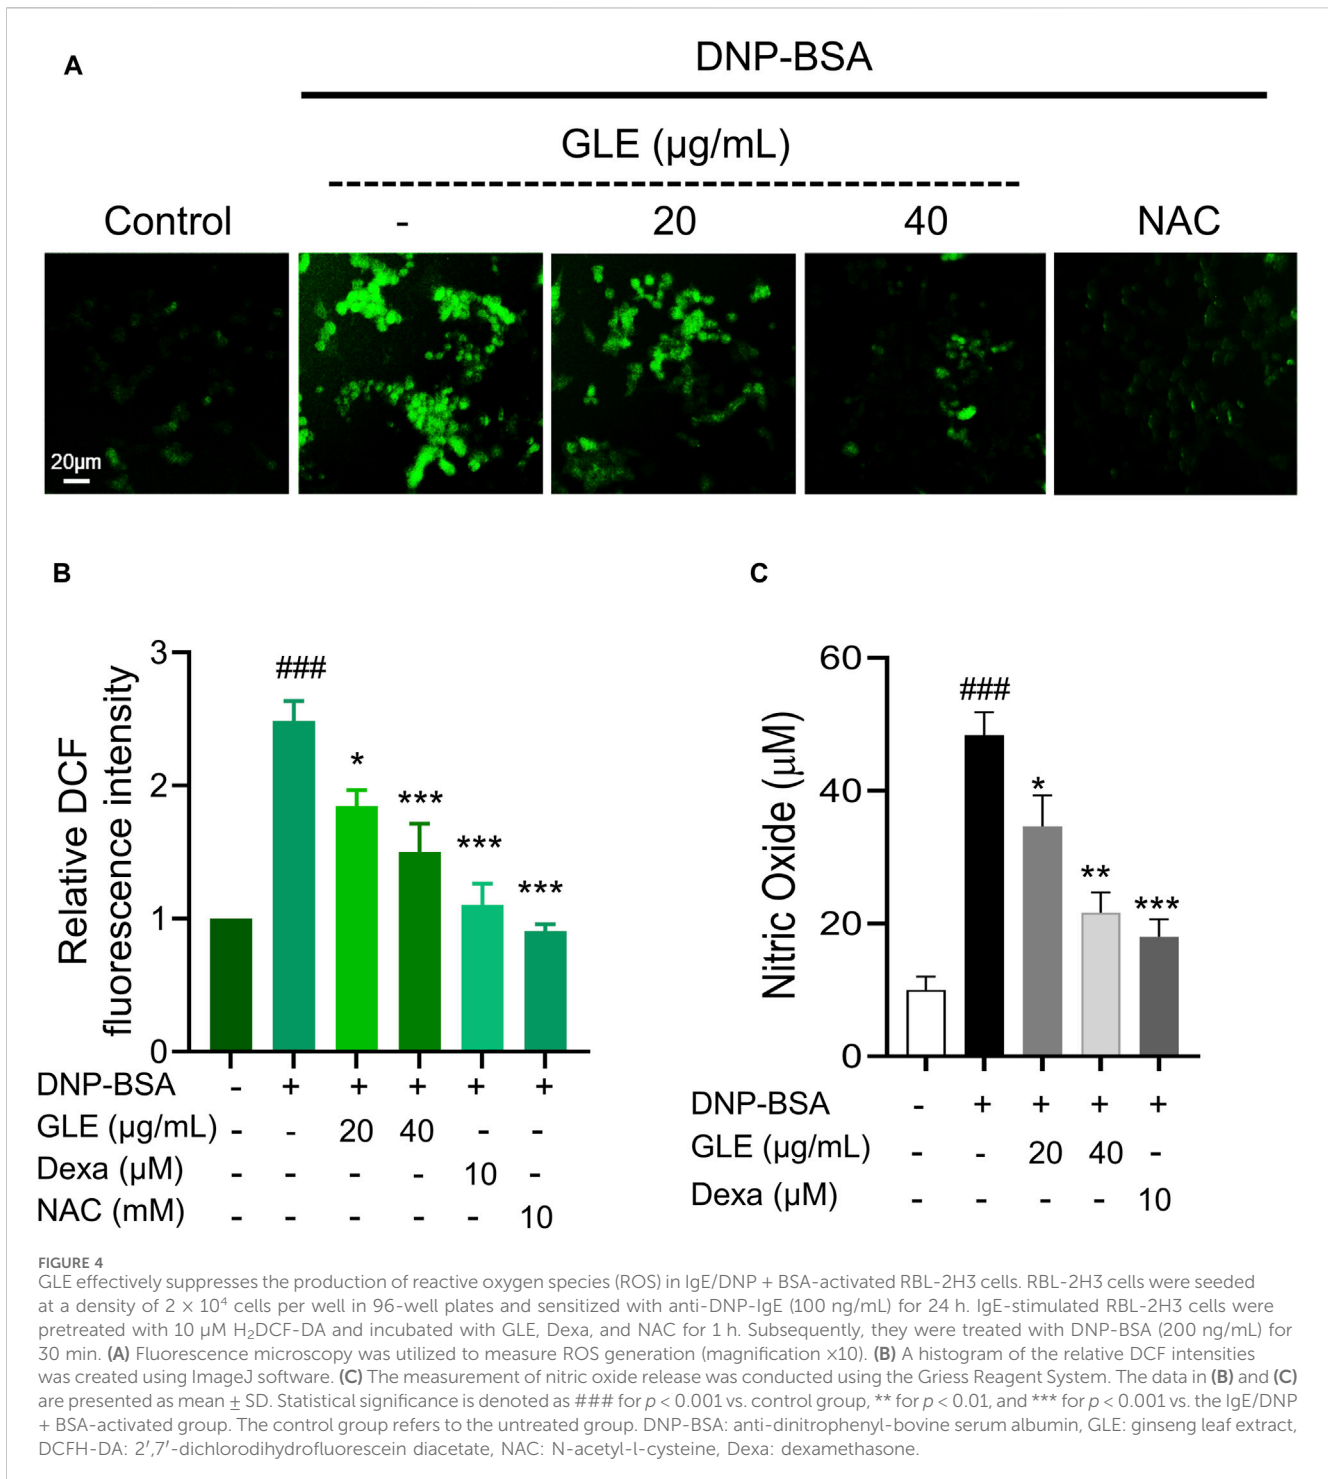 A
DNP-BSA
GLE (µg/mL)
Control - 20 40 NAC
20µm
B
Relative DCF
fluorescence intensity
3
2
1
0
###
*
***
***
***
DNP-BSA - + + + + +
GLE (µg/mL) - - 20 40 - -
Dexa (µM) - - - - 10 -
NAC (mM) - - - - - 10
C
Nitric Oxide (µM)
60
40
20
0
###
*
**
***
DNP-BSA - + + + +
GLE (µg/mL) - - 20 40 -
Dexa (µM) - - - - 10
FIGURE 4
GLE effectively suppresses the production of reactive oxygen species (ROS) in IgE/DNP + BSA-activated RBL-2H3 cells. RBL-2H3 cells were seeded
at a density of 2 × 10⁴ cells per well in 96-well plates and sensitized with anti-DNP-IgE (100 ng/mL) for 24 h. IgE-stimulated RBL-2H3 cells were
pretreated with 10 µM H₂DCF-DA and incubated with GLE, Dexa, and NAC for 1 h. Subsequently, they were treated with DNP-BSA (200 ng/mL) for
30 min. (A) Fluorescence microscopy was utilized to measure ROS generation (magnification ×10). (B) A histogram of the relative DCF intensities
was created using ImageJ software. (C) The measurement of nitric oxide release was conducted using the Griess Reagent System. The data in (B) and (C)
are presented as mean ± SD. Statistical significance is denoted as ### for p < 0.001 vs. control group, ** for p < 0.01, and *** for p < 0.001 vs. the IgE/DNP
+ BSA-activated group. The control group refers to the untreated group. DNP-BSA: anti-dinitrophenyl-bovine serum albumin, GLE: ginseng leaf extract,
DCFH-DA: 2′,7′-dichlorodihydrofluorescein diacetate, NAC: N-acetyl-l-cysteine, Dexa: dexamethasone.